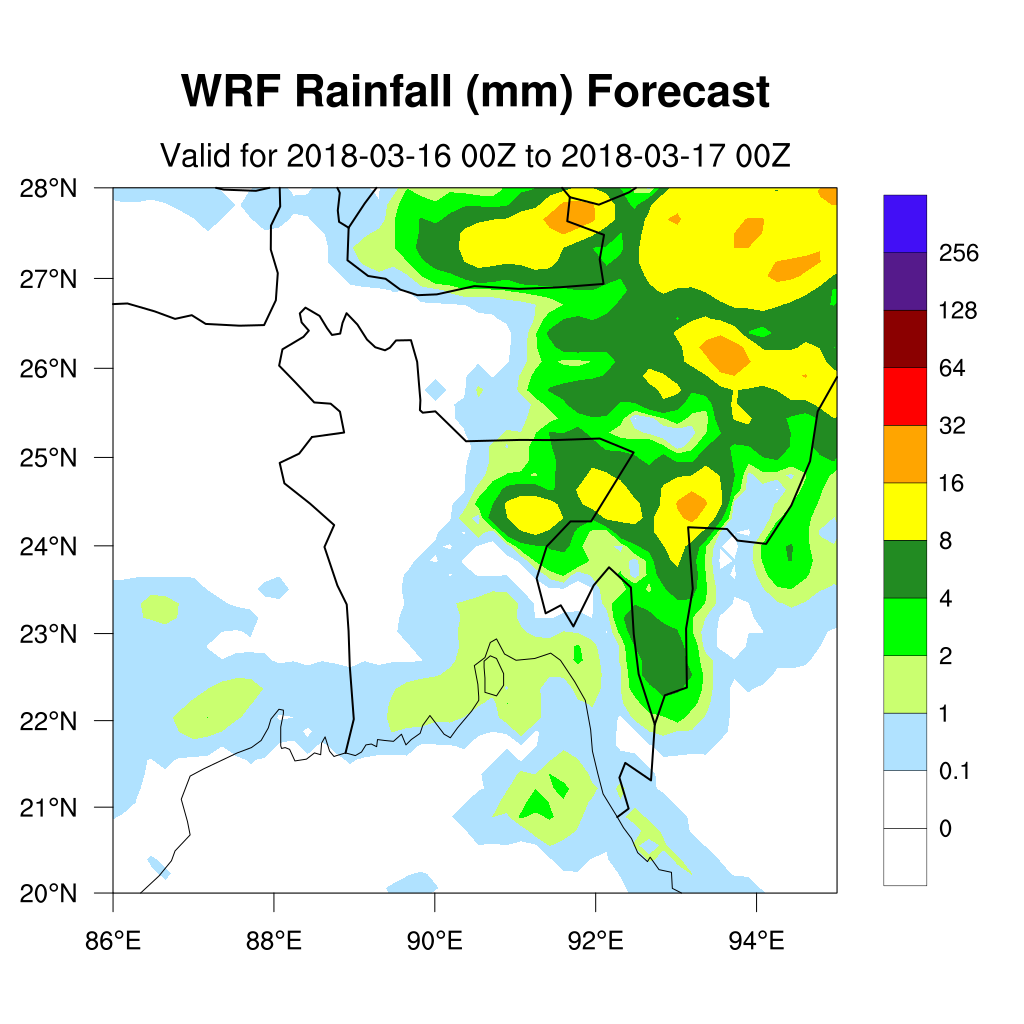 WRF Rainfall (mm) Forecast
Valid for 2018-03-16 00Z to 2018-03-17 00Z
28°N
27°N
26°N
25°N
24°N
23°N
22°N
21°N
20°N
86°E 88°E 90°E 92°E 94°E
256
128
64
32
16
8
4
2
1
0.1
0